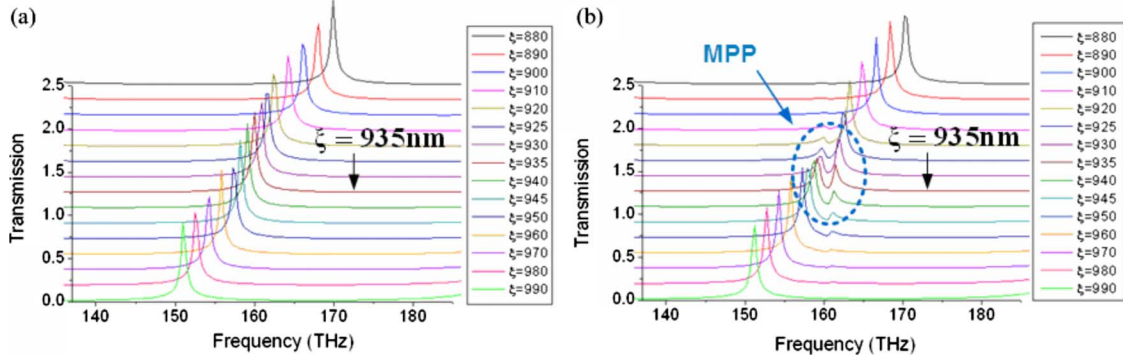 (a)
2.5
2.0
1.5
1.0
0.5
0.0
140
150
160
170
180
Transmission
Frequency (THz)
ξ = 935nm
ξ=880
ξ=890
ξ=900
ξ=910
ξ=920
ξ=925
ξ=930
ξ=935
ξ=940
ξ=945
ξ=950
ξ=960
ξ=970
ξ=980
ξ=990
(b)
MPP
2.5
2.0
1.5
1.0
0.5
0.0
140
150
160
170
180
Transmission
Frequency (THz)
ξ = 935nm
ξ=880
ξ=890
ξ=900
ξ=910
ξ=920
ξ=925
ξ=930
ξ=935
ξ=940
ξ=945
ξ=950
ξ=960
ξ=970
ξ=980
ξ=990